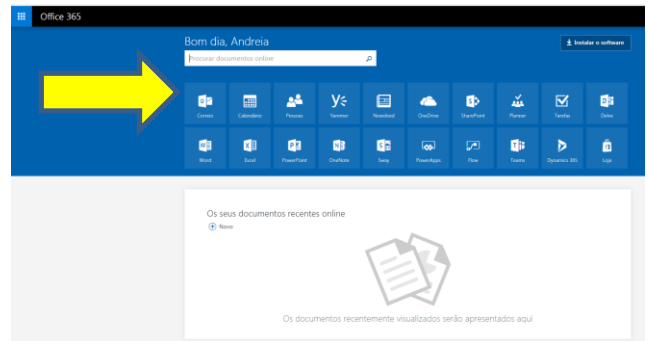 Office 365
Bom dia, Andreia
Instalar o software
Procurar documentos online
Correio Calendário Pessoas Yammer Newsfeed OneDrive SharePoint Planner Tarefas Delve
Word Excel PowerPoint OneNote Sway PowerApps Flow Teams Dynamics 365 Loja
Os seus documentos recentes online
Novo
Os documentos recentemente visualizados serão apresentados aqui